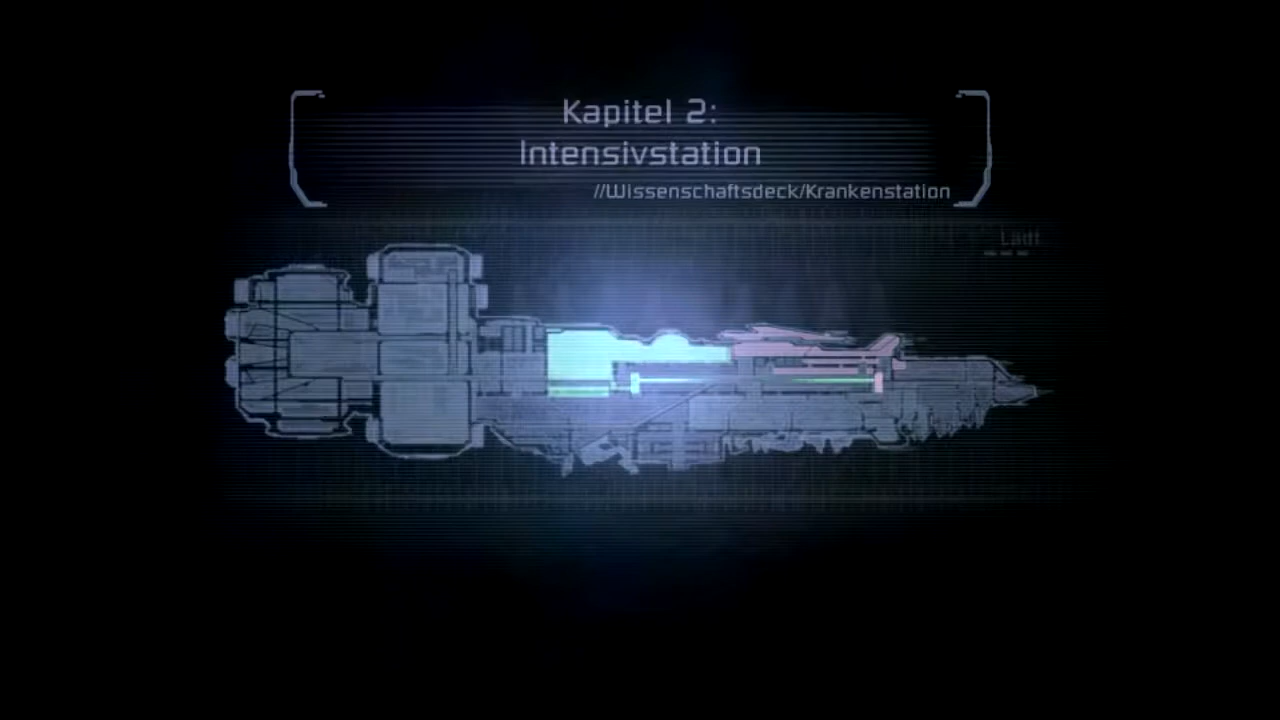 Kapitel 2:
Intensivstation
//Wissenschaftsdeck/Krankenstation
Lädt